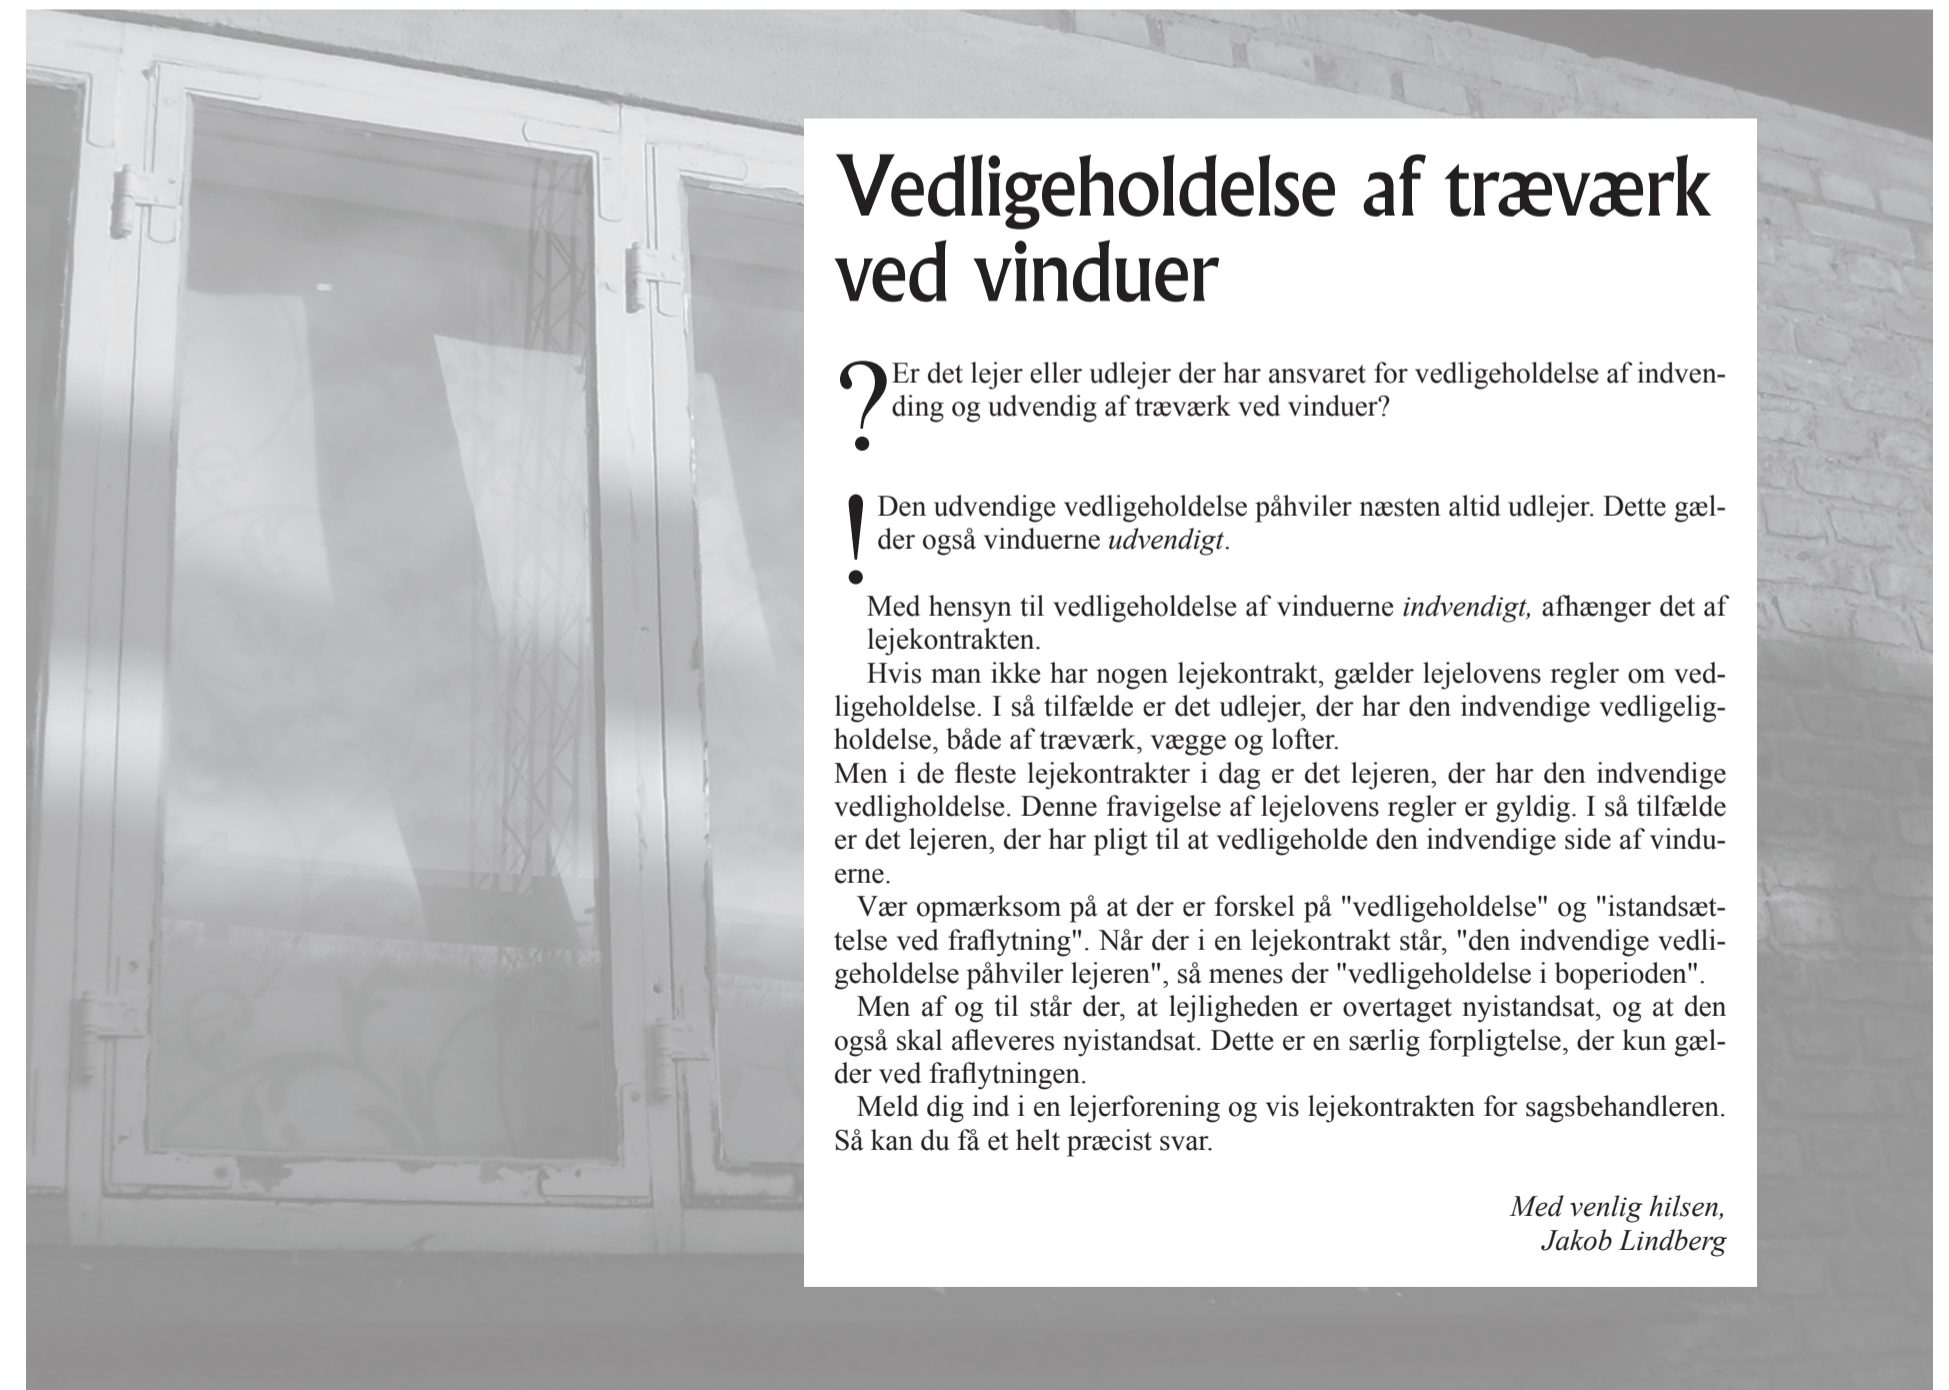 Vedligeholdelse af træværk
ved vinduer
? Er det lejer eller udlejer der har ansvaret for vedligeholdelse af indven-
ding og udvendig af træværk ved vinduer?
! Den udvendige vedligeholdelse påhviler næsten altid udlejer. Dette gæl-
der også vinduerne udvendigt.
Med hensyn til vedligeholdelse af vinduerne indvendigt, afhænger det af
lejekontrakten.
Hvis man ikke har nogen lejekontrakt, gælder lejelovens regler om ved-
ligeholdelse. I så tilfælde er det udlejer, der har den indvendige vedligelig-
holdelse, både af træværk, vægge og lofter.
Men i de fleste lejekontrakter i dag er det lejeren, der har den indvendige
vedligholdelse. Denne fravigelse af lejelovens regler er gyldig. I så tilfælde
er det lejeren, der har pligt til at vedligeholde den indvendige side af vindu-
erne.
Vær opmærksom på at der er forskel på "vedligeholdelse" og "istandsæt-
telse ved fraflytning". Når der i en lejekontrakt står, "den indvendige vedli-
geholdelse påhviler lejeren", så menes der "vedligeholdelse i boperioden".
Men af og til står der, at lejligheden er overtaget nyistandsat, og at den
også skal afleveres nyistandsat. Dette er en særlig forpligtelse, der kun gæl-
der ved fraflytningen.
Meld dig ind i en lejerforening og vis lejekontrakten for sagsbehandleren.
Så kan du få et helt præcist svar.
Med venlig hilsen,
Jakob Lindberg